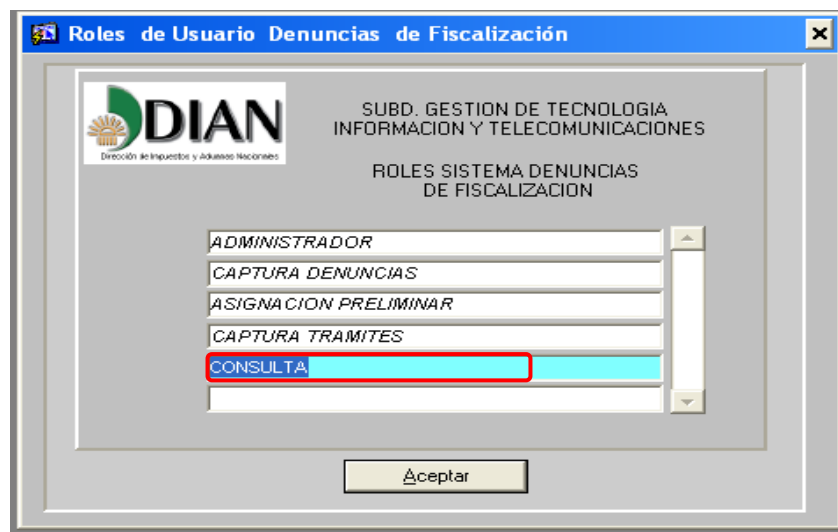 Roles de Usuario Denuncias de Fiscalización
DIAN
Dirección de Impuestos y Aduanas Nacionales
SUBD. GESTION DE TECNOLOGIA
INFORMACION Y TELECOMUNICACIONES
ROLES SISTEMA DENUNCIAS
DE FISCALIZACION
ADMINISTRADOR
CAPTURA DENUNCIAS
ASIGNACION PRELIMINAR
CAPTURA TRAMITES
CONSULTA
Aceptar